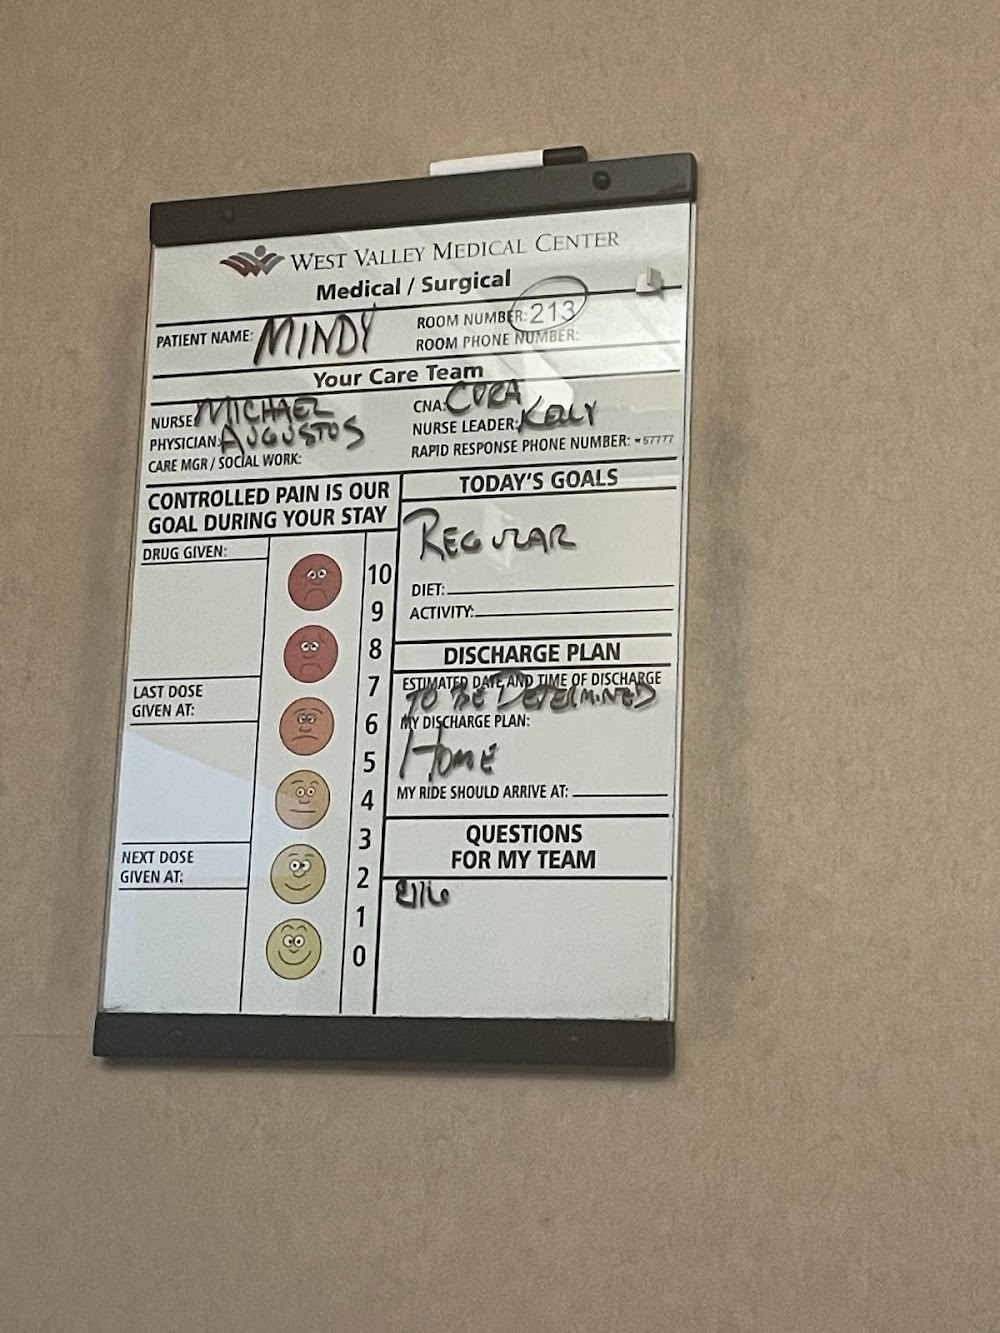 WEST VALLEY MEDICAL CENTER
Medical / Surgical
PATIENT NAME: MINDY
ROOM NUMBER: 213
ROOM PHONE NUMBER:
Your Care Team
NURSE: MICHAEL
PHYSICIAN: AUGUSTUS
CARE MGR / SOCIAL WORK:
CNA: CORA
NURSE LEADER: KELLY
RAPID RESPONSE PHONE NUMBER: *57777
CONTROLLED PAIN IS OUR
GOAL DURING YOUR STAY
DRUG GIVEN:
LAST DOSE
GIVEN AT:
NEXT DOSE
GIVEN AT:
10
9
8
7
6
5
4
3
2
1
0
TODAY'S GOALS
REGULAR
DIET:
ACTIVITY:
DISCHARGE PLAN
ESTIMATED DATE AND TIME OF DISCHARGE
TO BE DETERMINED
MY DISCHARGE PLAN:
HOME
MY RIDE SHOULD ARRIVE AT:
QUESTIONS
FOR MY TEAM